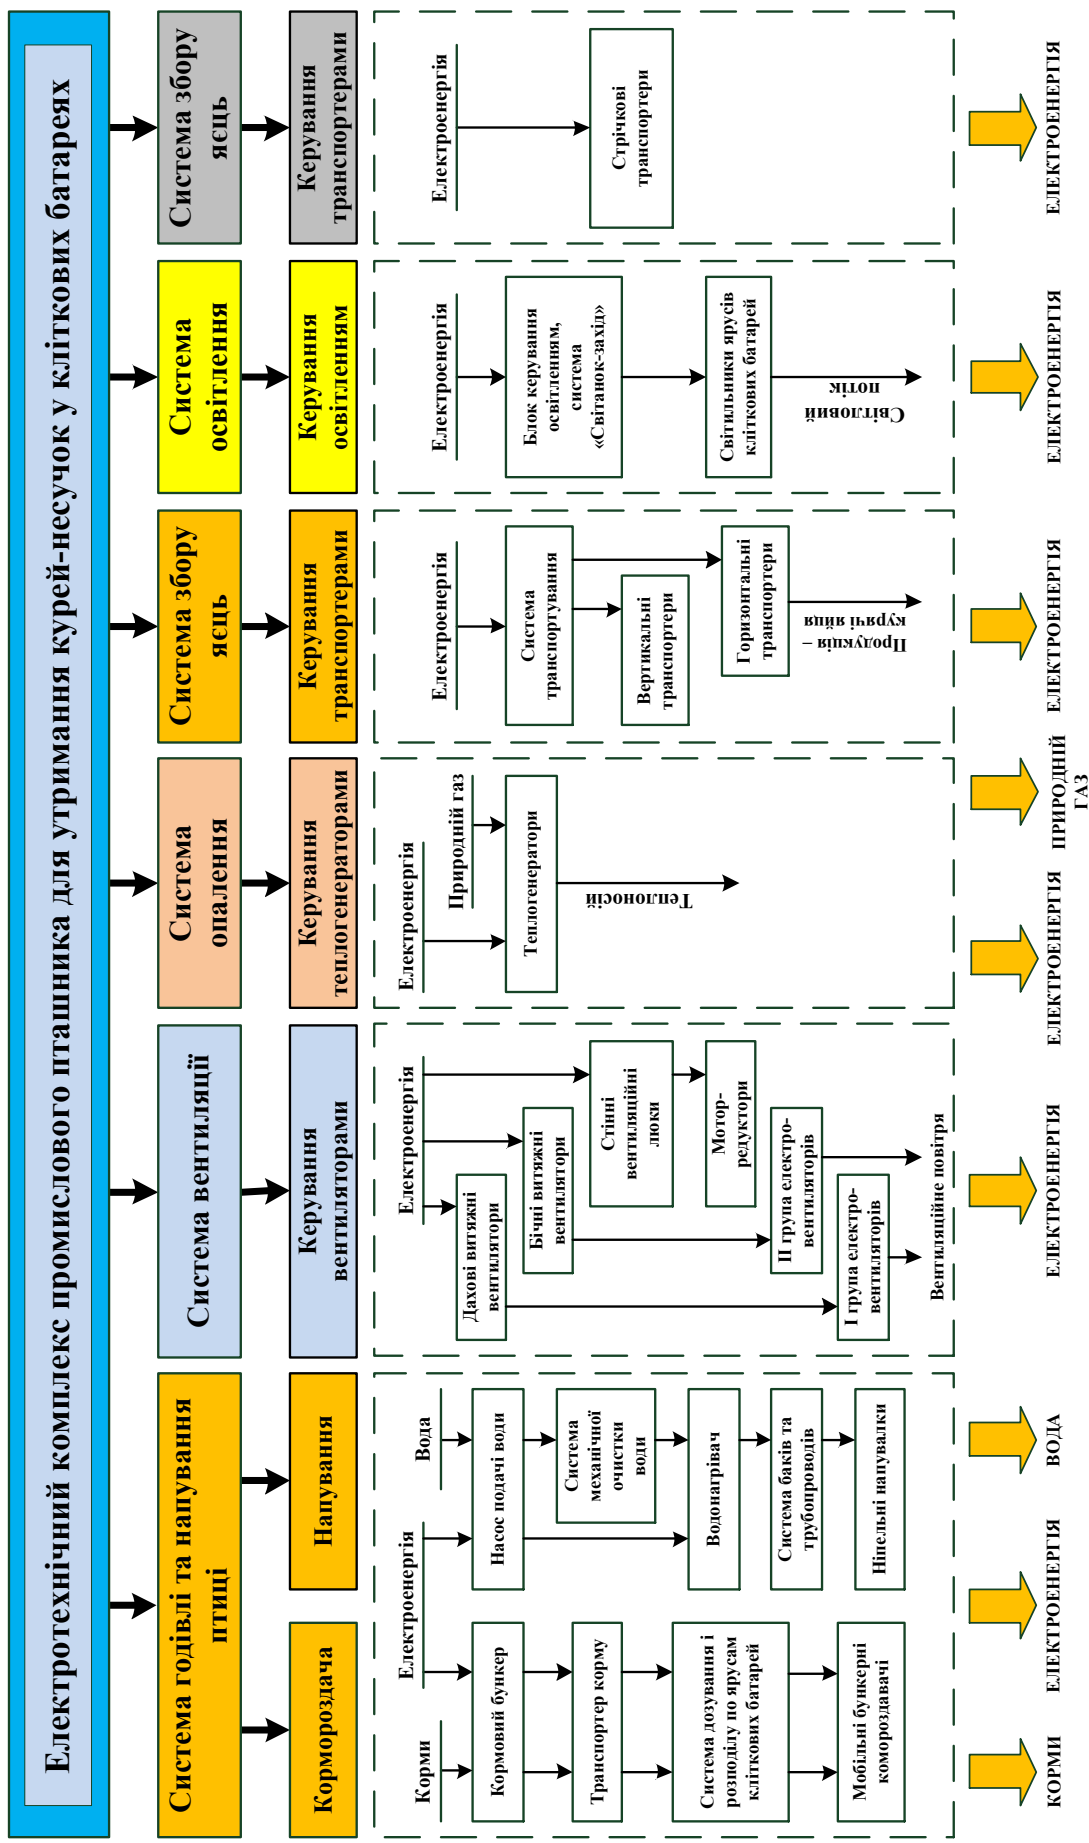 Електротехнічний комплекс промислового пташника для утримання курей-несучок у кліткових батареях
Система годівлі та напування
птиці
Система вентиляції
Система
опалення
Система збору
яєць
Система
освітлення
Система збору
яєць
Кормороздача
Напування
Керування
вентиляторами
Керування
теплогенераторами
Керування
транспортерами
Керування
освітленням
Керування
транспортерами
Корми
Електроенергія
Вода
Кормовий бункер
Транспортер корму
Система дозування і
розподілу по ярусам
кліткових батарей
Мобільні бункерні
комороздавачі
Насос подачі води
Система
механічної
очистки
води
Водонагрівач
Система баків та
трубопроводів
Ніпельні напувалки
Електроенергія
Дахові витяжні
вентилятори
Бічні витяжні
вентилятори
Стінні
вентиляційні
люки
Мотор-
редуктори
ІІ група електро-
вентиляторів
І група електро-
вентиляторів
Вентиляційне повітря
Електроенергія
Природній газ
Теплогенератори
Теплоносій
Електроенергія
Система
транспортування
Вертикальні
транспортери
Горизонтальні
транспортери
Продукція –
курячі яйця
Електроенергія
Блок керування
освітленням,
система
«Світанок-захід»
Світильники ярусів
кліткових батарей
Світловий
потік
Електроенергія
Стрічкові
транспортери
КОРМИ
ЕЛЕКТРОЕНЕРГІЯ
ВОДА
ЕЛЕКТРОЕНЕРГІЯ
ЕЛЕКТРОЕНЕРГІЯ
ПРИРОДНІЙ
ГАЗ
ЕЛЕКТРОЕНЕРГІЯ
ЕЛЕКТРОЕНЕРГІЯ
ЕЛЕКТРОЕНЕРГІЯ